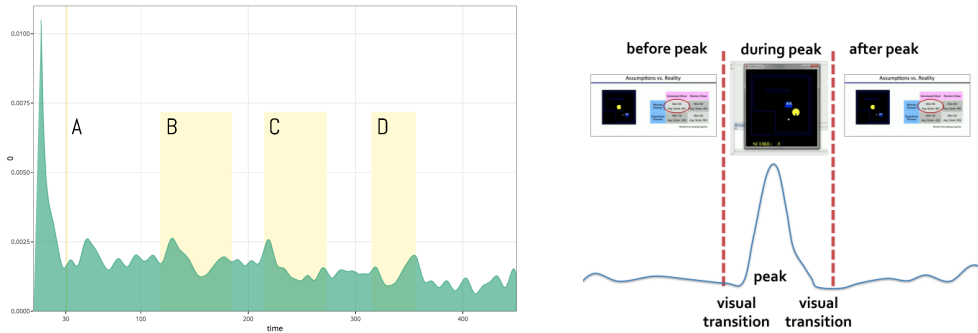 0.0100
0.0075
0.0050
0.0025
0.0000
0
A
B
C
D
30
100
200
300
400
time
before peak
during peak
after peak
Assumptions vs. Reality
Assumptions vs. Reality
SCORE: -8
peak
visual
transition
visual
transition